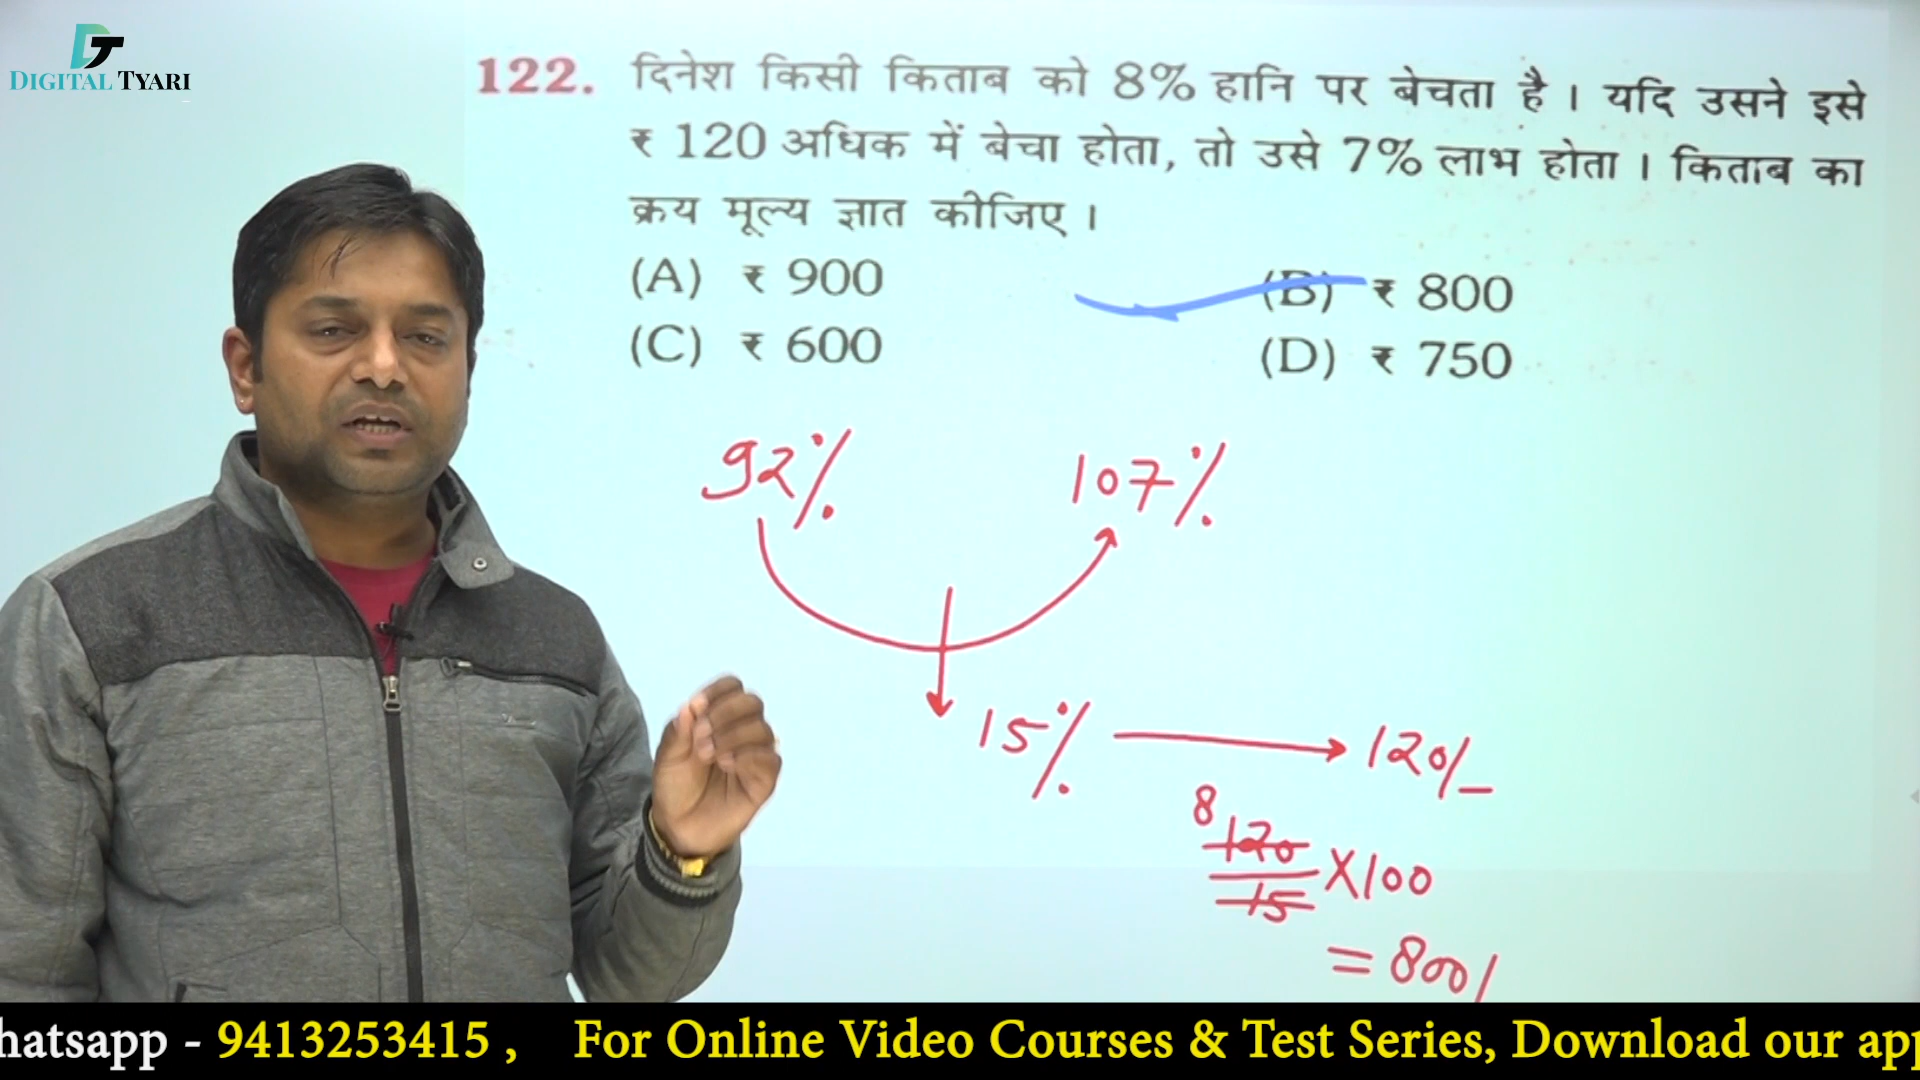 DT
DIGITAL TYARI
122. दिनेश किसी किताब को 8% हानि पर बेचता है । यदि उसने इसे
₹ 120 अधिक में बेचा होता, तो उसे 7% लाभ होता । किताब का
क्रय मूल्य ज्ञात कीजिए ।
(A) ₹ 900 (B) ₹ 800
(C) ₹ 600 (D) ₹ 750
92% 107%
15% 120/-
8
120
15
X100
= 800/
hatsapp - 9413253415 , For Online Video Courses & Test Series, Download our app